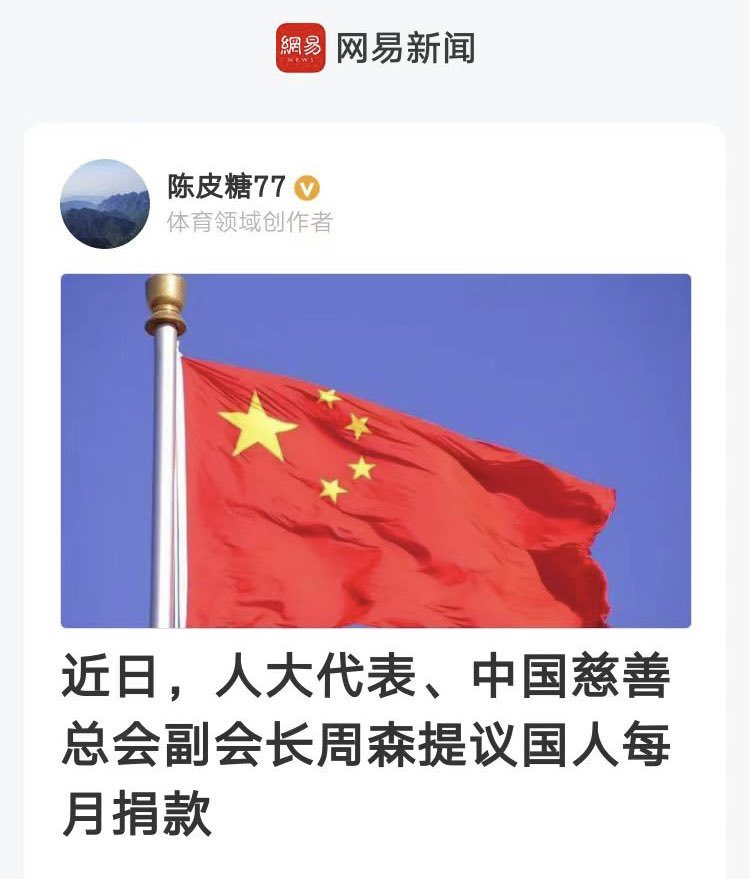 網易
NEWS
网易新闻
陈皮糖77
体育领域创作者
近日，人大代表、中国慈善
总会副会长周森提议国人每
月捐款